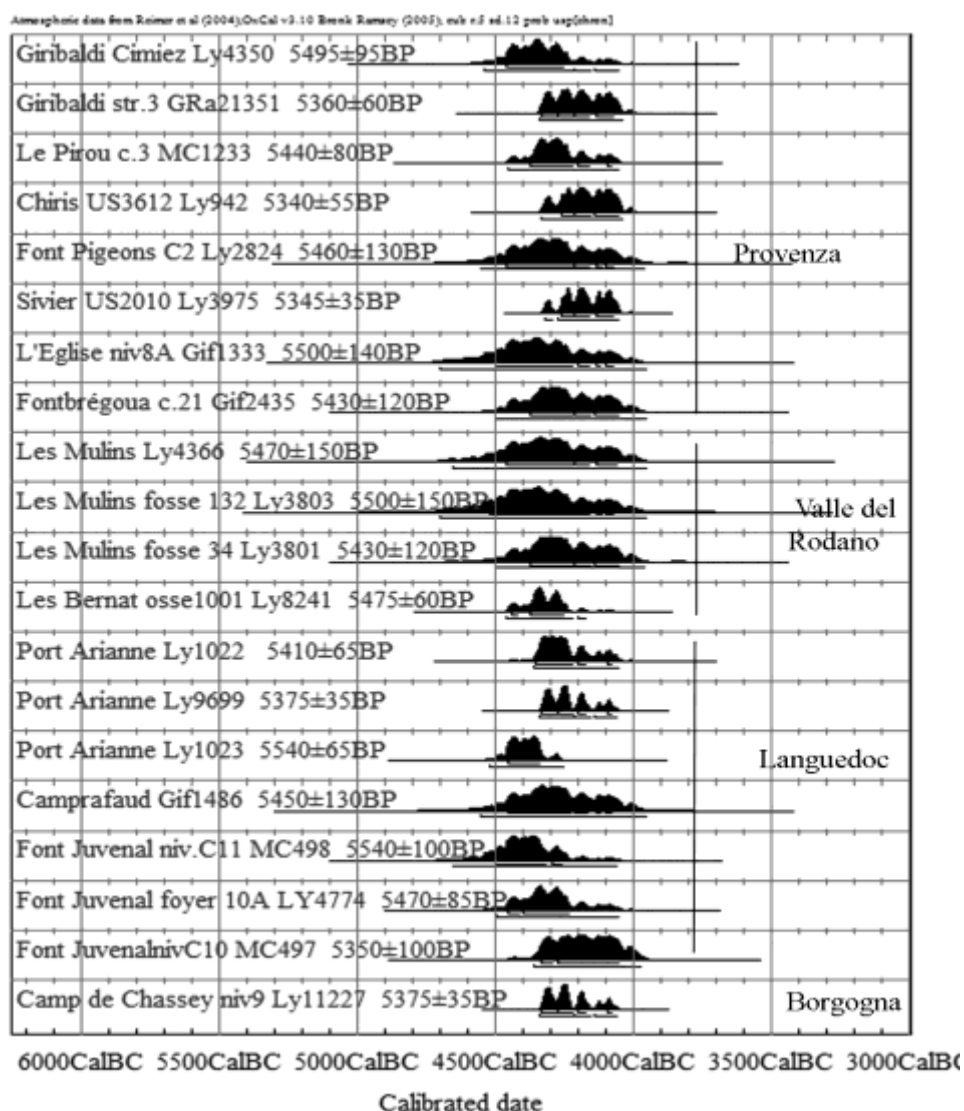 Atmospheric data from Reimer et al (2004);OxCal v3.10 Bronk Ramsey (2005); cub r:5 sd:12 prob usp[chron]
Giribaldi Cimiez Ly4350 5495±95BP
Giribaldi str.3 GRa21351 5360±60BP
Le Pirou c.3 MC1233 5440±80BP
Chiris US3612 Ly942 5340±55BP
Font Pigeons C2 Ly2824 5460±130BP
Provenza
Sivier US2010 Ly3975 5345±35BP
L'Eglise niv8A Gif1333 5500±140BP
Fontbrégoua c.21 Gif2435 5430±120BP
Les Mulins Ly4366 5470±150BP
Les Mulins fosse 132 Ly3803 5500±150BP
Valle del
Rodano
Les Mulins fosse 34 Ly3801 5430±120BP
Les Bernat osse1001 Ly8241 5475±60BP
Port Arianne Ly1022 5410±65BP
Port Arianne Ly9699 5375±35BP
Port Arianne Ly1023 5540±65BP
Languedoc
Camprafaud Gif1486 5450±130BP
Font Juvenal niv.C11 MC498 5540±100BP
Font Juvenal foyer 10A LY4774 5470±85BP
Font JuvenalnivC10 MC497 5350±100BP
Camp de Chassey niv9 Ly11227 5375±35BP
Borgogna
6000CalBC 5500CalBC 5000CalBC 4500CalBC 4000CalBC 3500CalBC 3000CalBC
Calibrated date